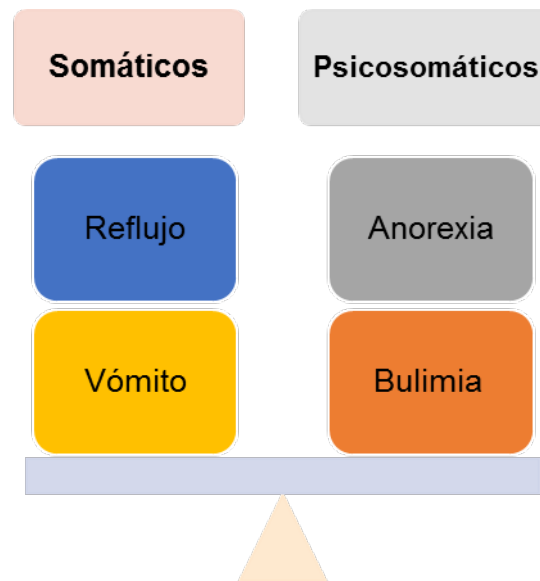 Somáticos
Psicosomáticos
Reflujo
Anorexia
Vómito
Bulimia